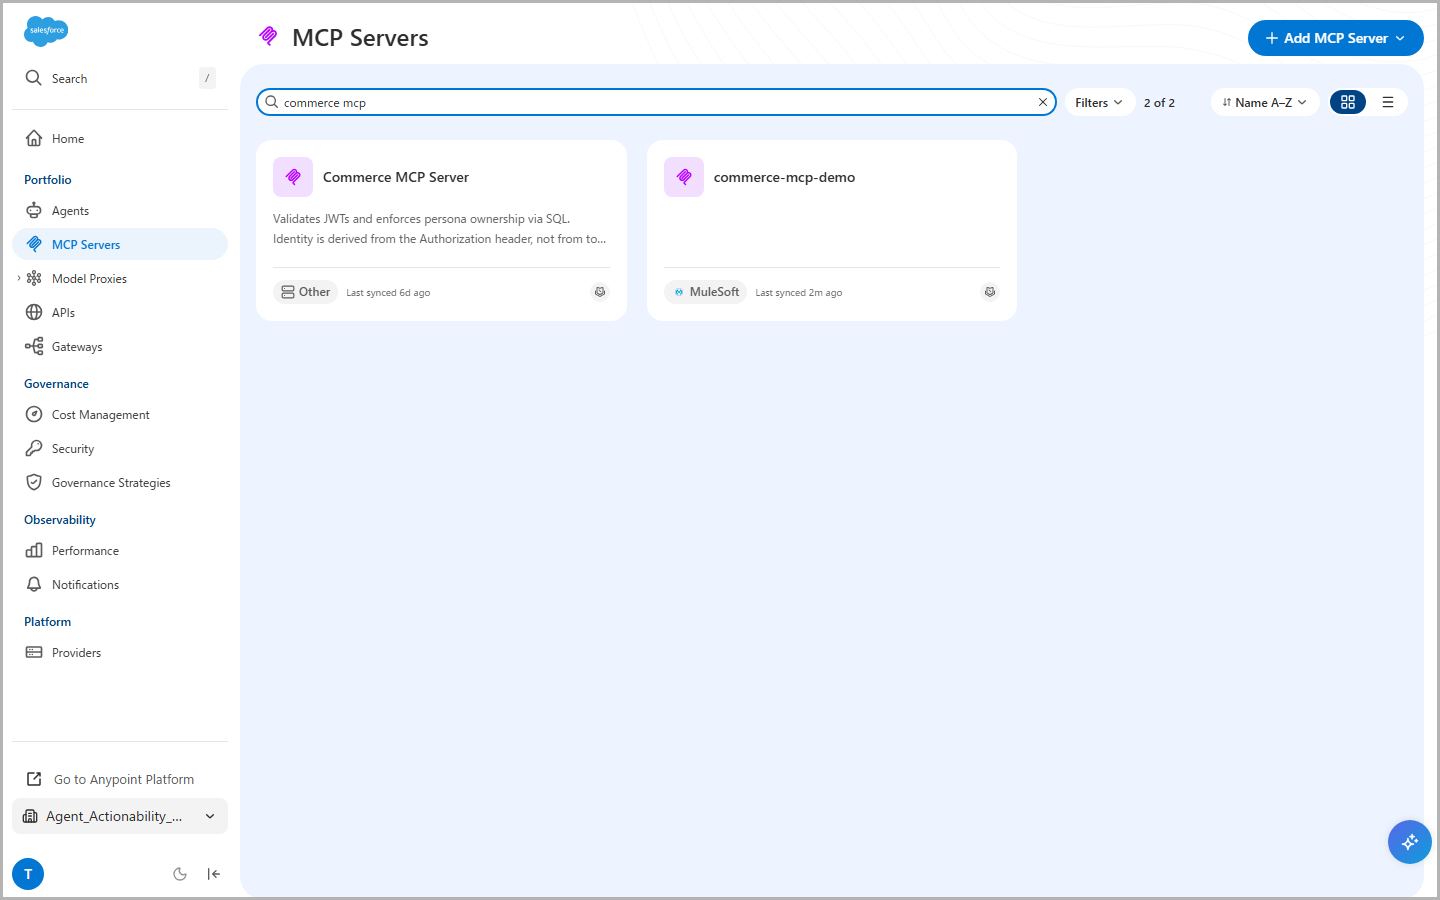 salesforce
MCP Servers
Add MCP Server
Search
/
commerce mcp
Filters
2 of 2
Name A–Z
Home
Portfolio
Agents
MCP Servers
Model Proxies
APIs
Gateways
Governance
Cost Management
Security
Governance Strategies
Observability
Performance
Notifications
Platform
Providers
Go to Anypoint Platform
Agent_Actionability_...
T
Commerce MCP Server
Validates JWTs and enforces persona ownership via SQL.
Identity is derived from the Authorization header, not from to...
Other
Last synced 6d ago
commerce-mcp-demo
MuleSoft
Last synced 2m ago